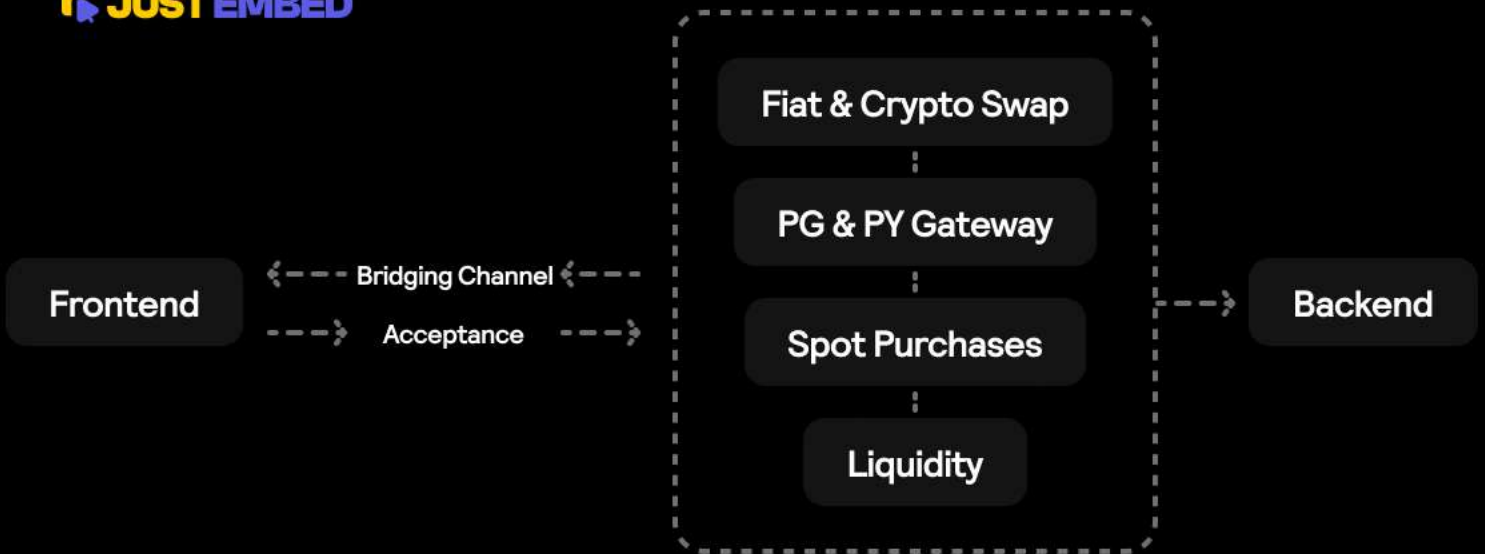 JUST EMBED
Fiat & Crypto Swap
PG & PY Gateway
Frontend
Bridging Channel
Acceptance
Spot Purchases
Liquidity
Backend